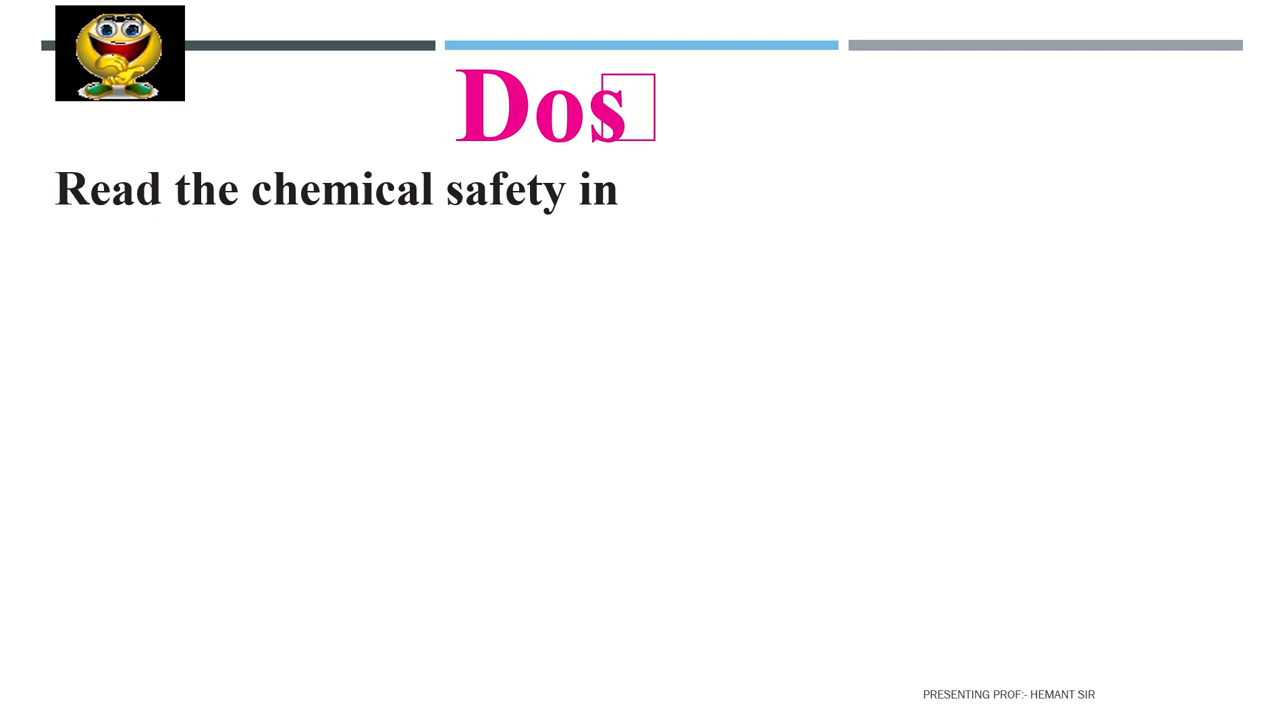 Dos
Read the chemical safety in
PRESENTING PROF:- HEMANT SIR